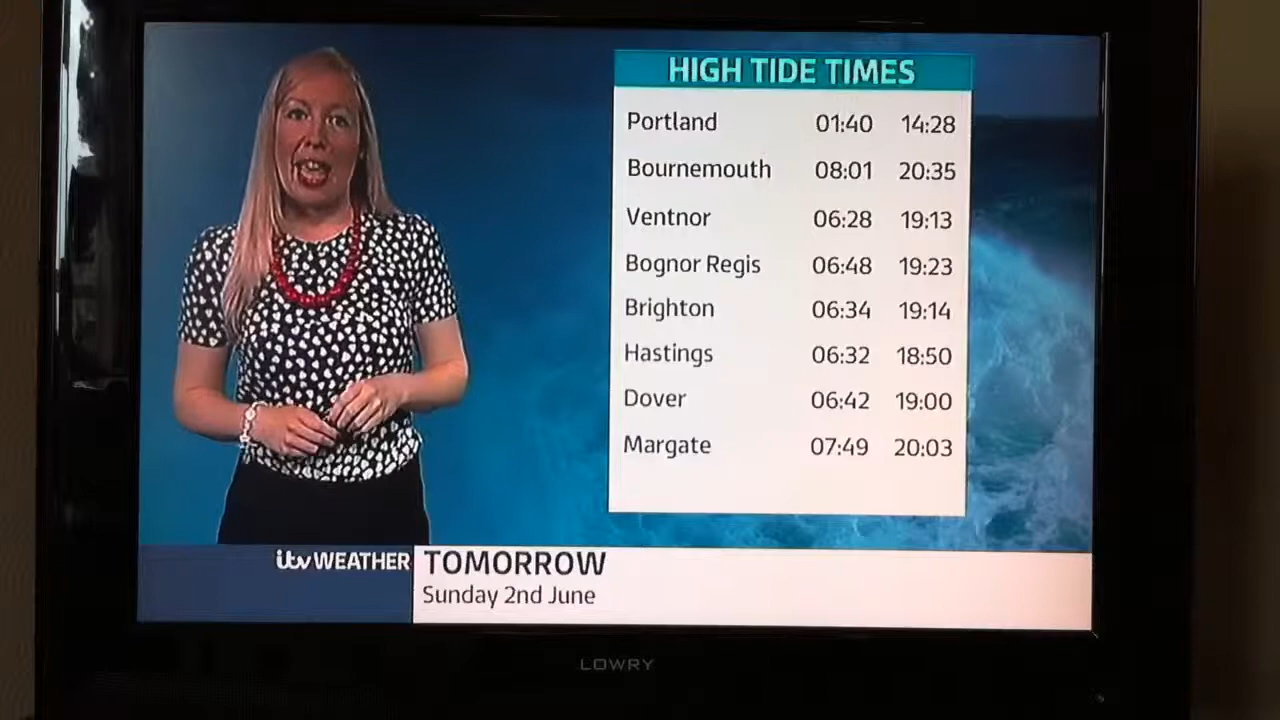 HIGH TIDE TIMES
Portland 01:40 14:28
Bournemouth 08:01 20:35
Ventnor 06:28 19:13
Bognor Regis 06:48 19:23
Brighton 06:34 19:14
Hastings 06:32 18:50
Dover 06:42 19:00
Margate 07:49 20:03
itv WEATHER TOMORROW
Sunday 2nd June
LOWRY